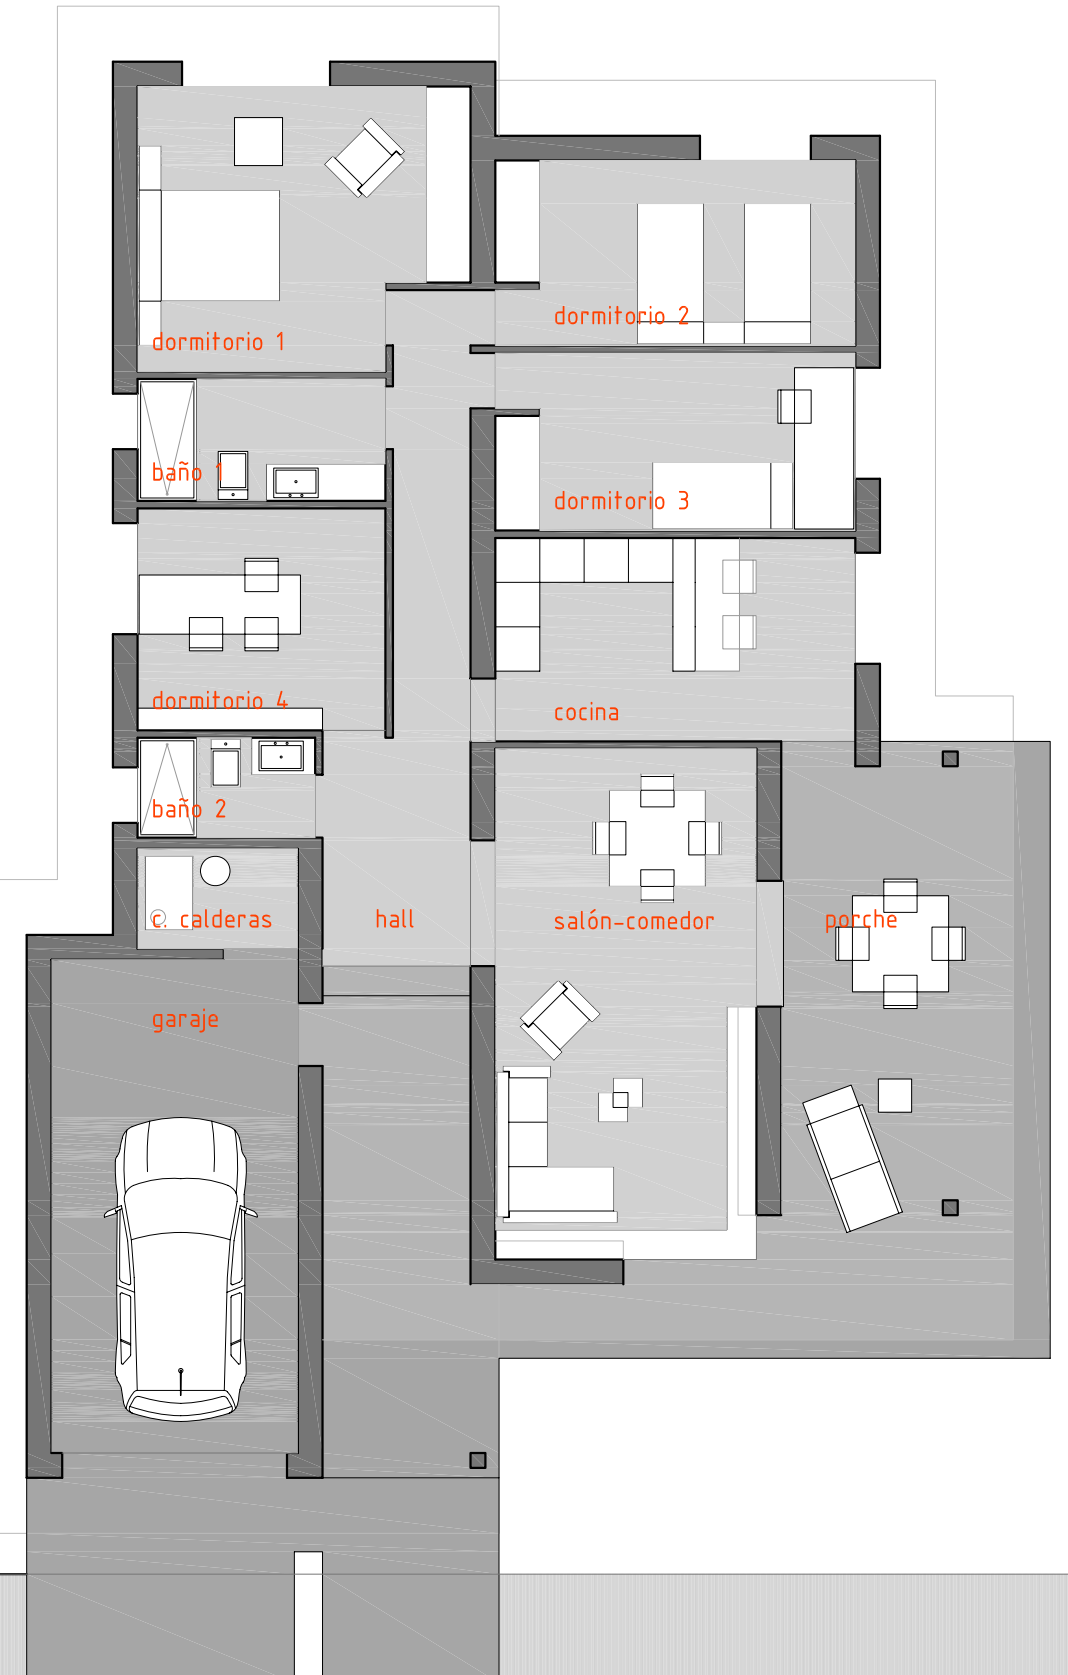 dormitorio 1
dormitorio 2
baño 1
dormitorio 3
dormitorio 4
cocina
baño 2
c. calderas
hall
salón-comedor
porche
garaje